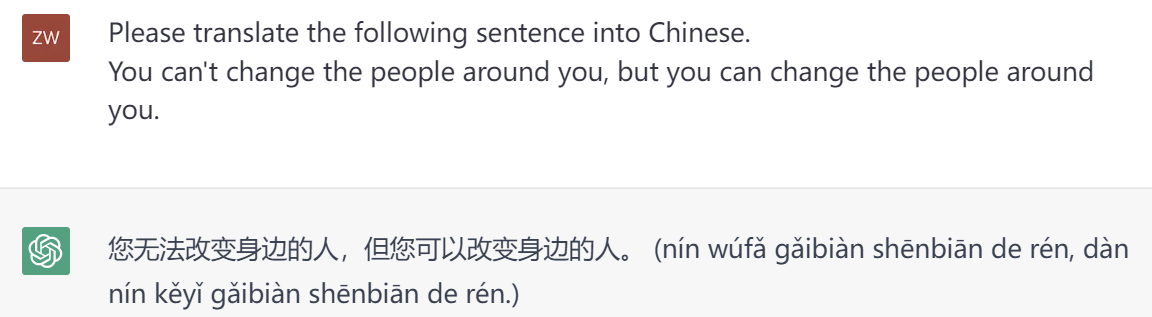 ZW
Please translate the following sentence into Chinese.
You can't change the people around you, but you can change the people around
you.
您无法改变身边的人，但您可以改变身边的人。 (nín wúfǎ gǎibiàn shēnbiān de rén, dàn
nín kěyǐ gǎibiàn shēnbiān de rén.)